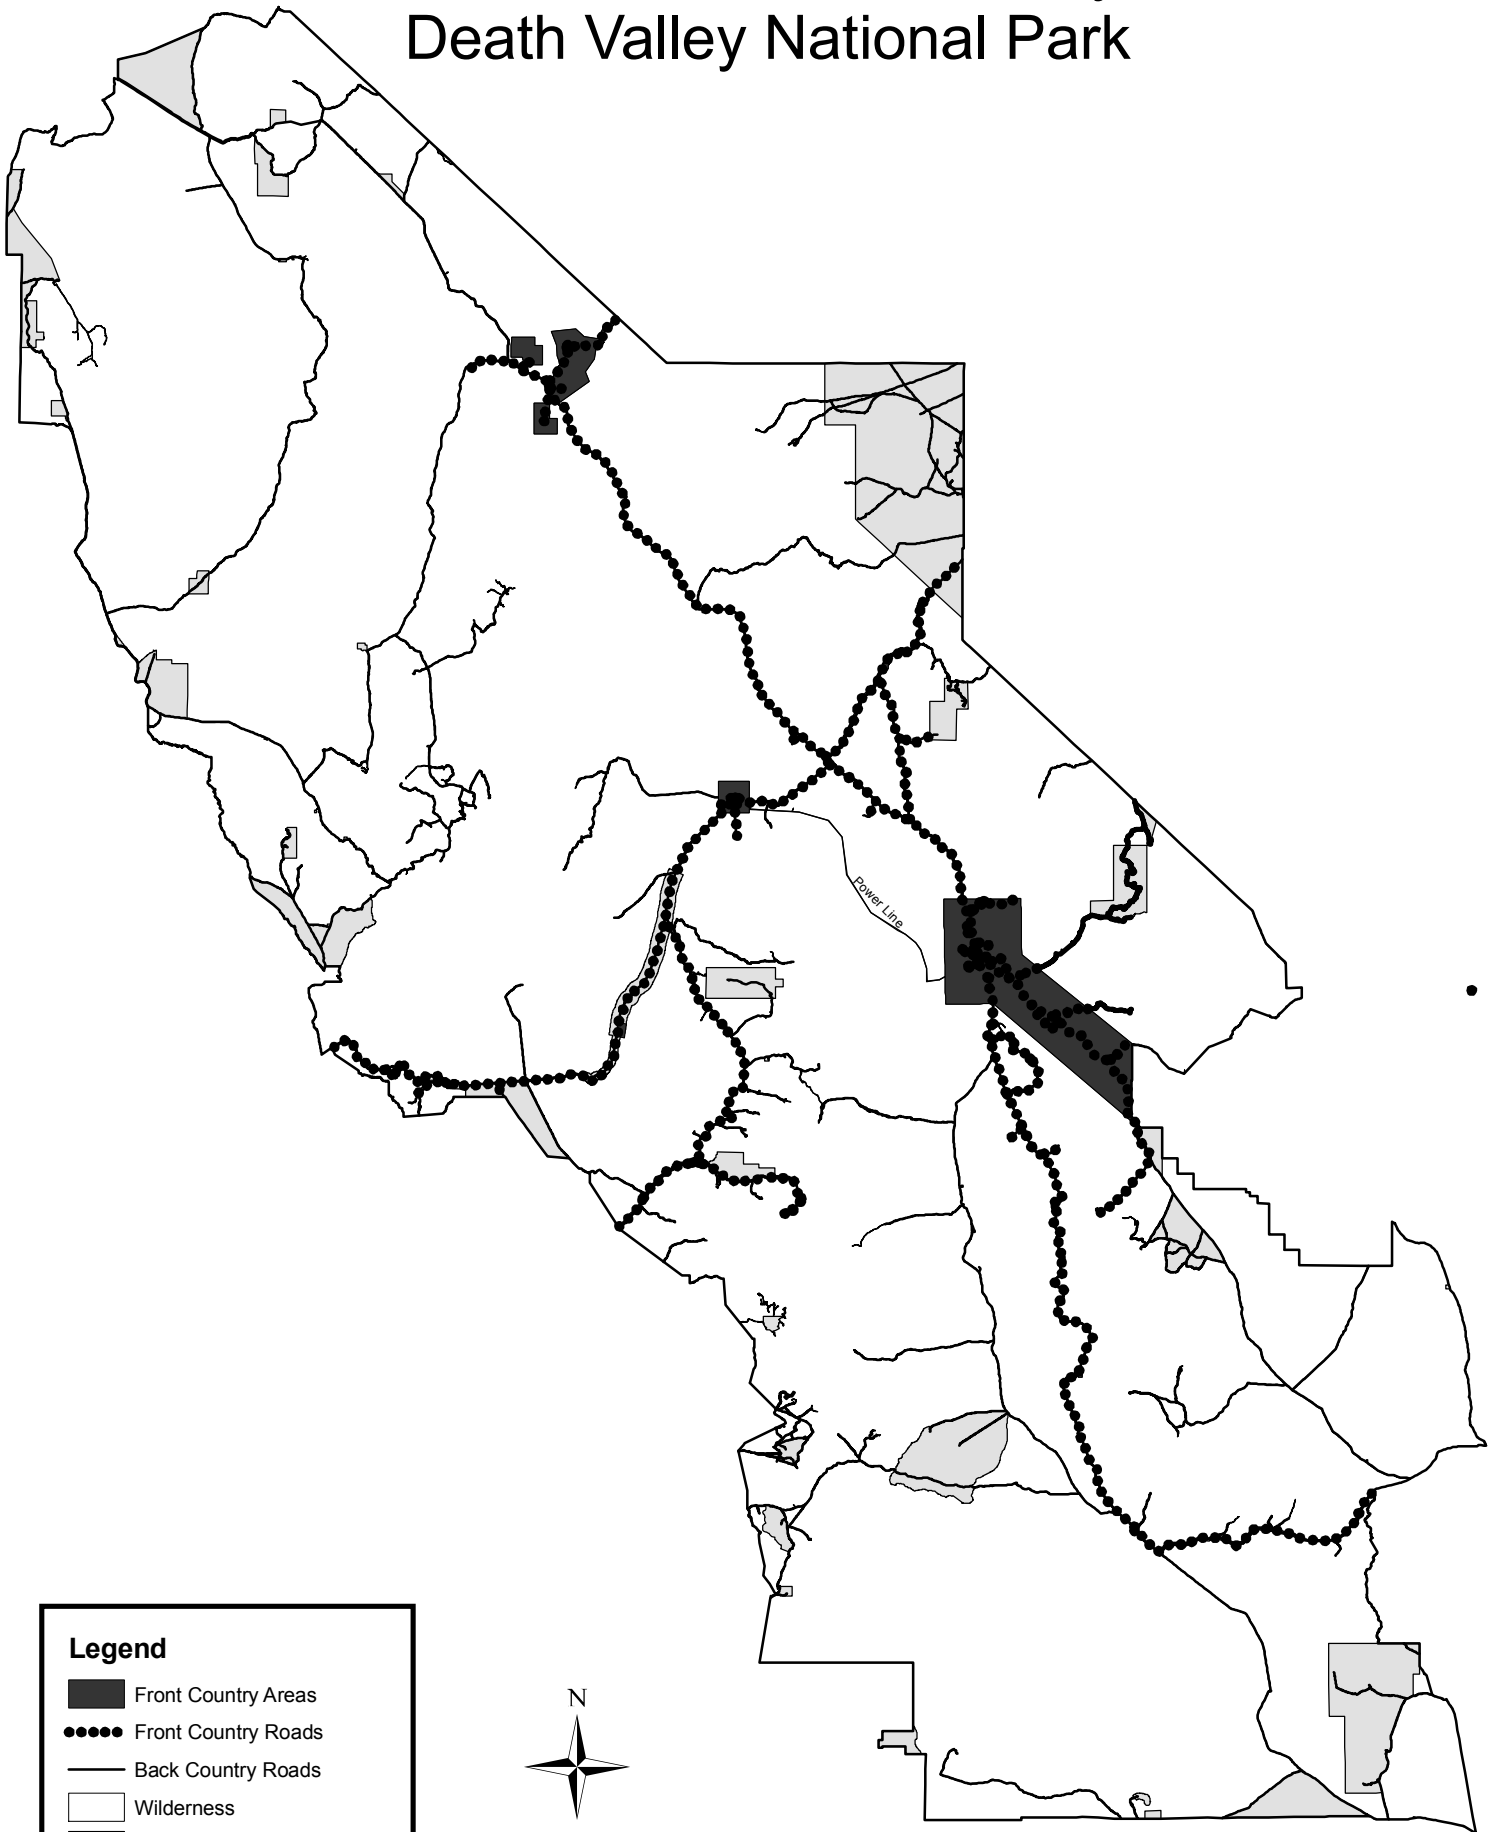 Death Valley National Park
Power Line
Legend
Front Country Areas
Front Country Roads
Back Country Roads
Wilderness
N